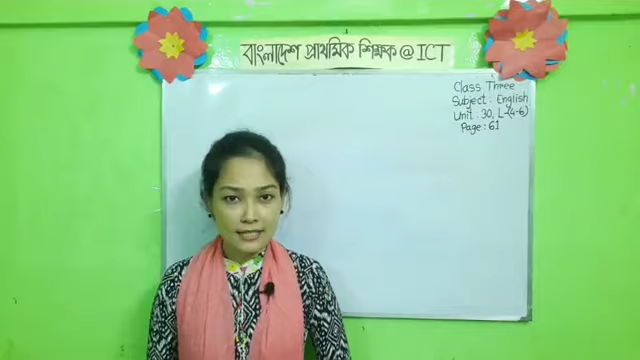 বাংলাদেশ প্রাথমিক শিক্ষক @ ICT
Class Three
Subject : English
Unit : 30, L-(4-6)
Page : 61